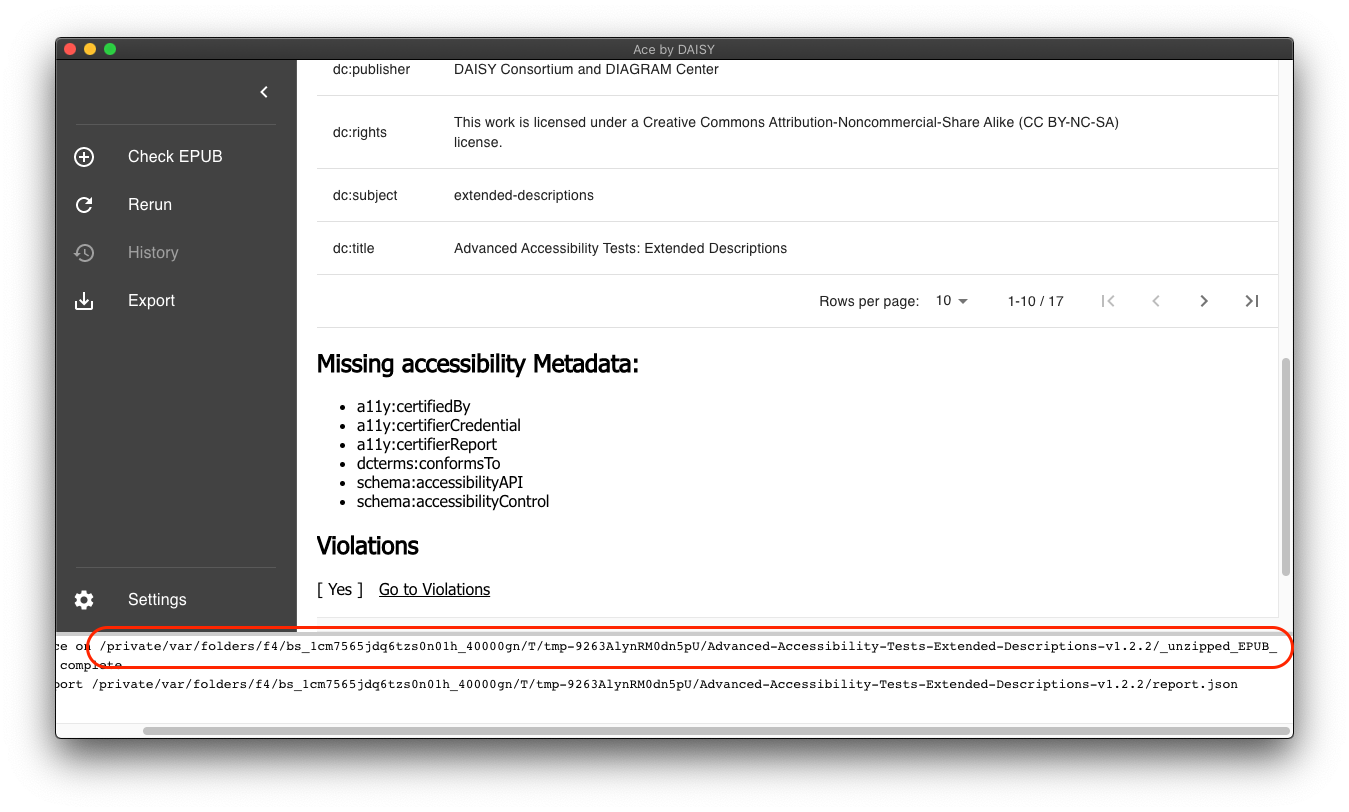 Ace by DAISY
dc:publisher DAISY Consortium and DIAGRAM Center
dc:rights This work is licensed under a Creative Commons Attribution-Noncommercial-Share Alike (CC BY-NC-SA)
license.
dc:subject extended-descriptions
dc:title Advanced Accessibility Tests: Extended Descriptions
Rows per page: 10 1-10 / 17
Check EPUB
Rerun
History
Export
Settings
Missing accessibility Metadata:
• a11y:certifiedBy
• a11y:certifierCredential
• a11y:certifierReport
• dcterms:conformsTo
• schema:accessibilityAPI
• schema:accessibilityControl
Violations
[ Yes ] Go to Violations
ce on /private/var/folders/f4/bs_1cm7565jdq6tzs0n01h_40000gn/T/tmp-9263AlynRM0dn5pU/Advanced-Accessibility-Tests-Extended-Descriptions-v1.2.2/_unzipped_EPUB_
complete
port /private/var/folders/f4/bs_1cm7565jdq6tzs0n01h_40000gn/T/tmp-9263AlynRM0dn5pU/Advanced-Accessibility-Tests-Extended-Descriptions-v1.2.2/report.json